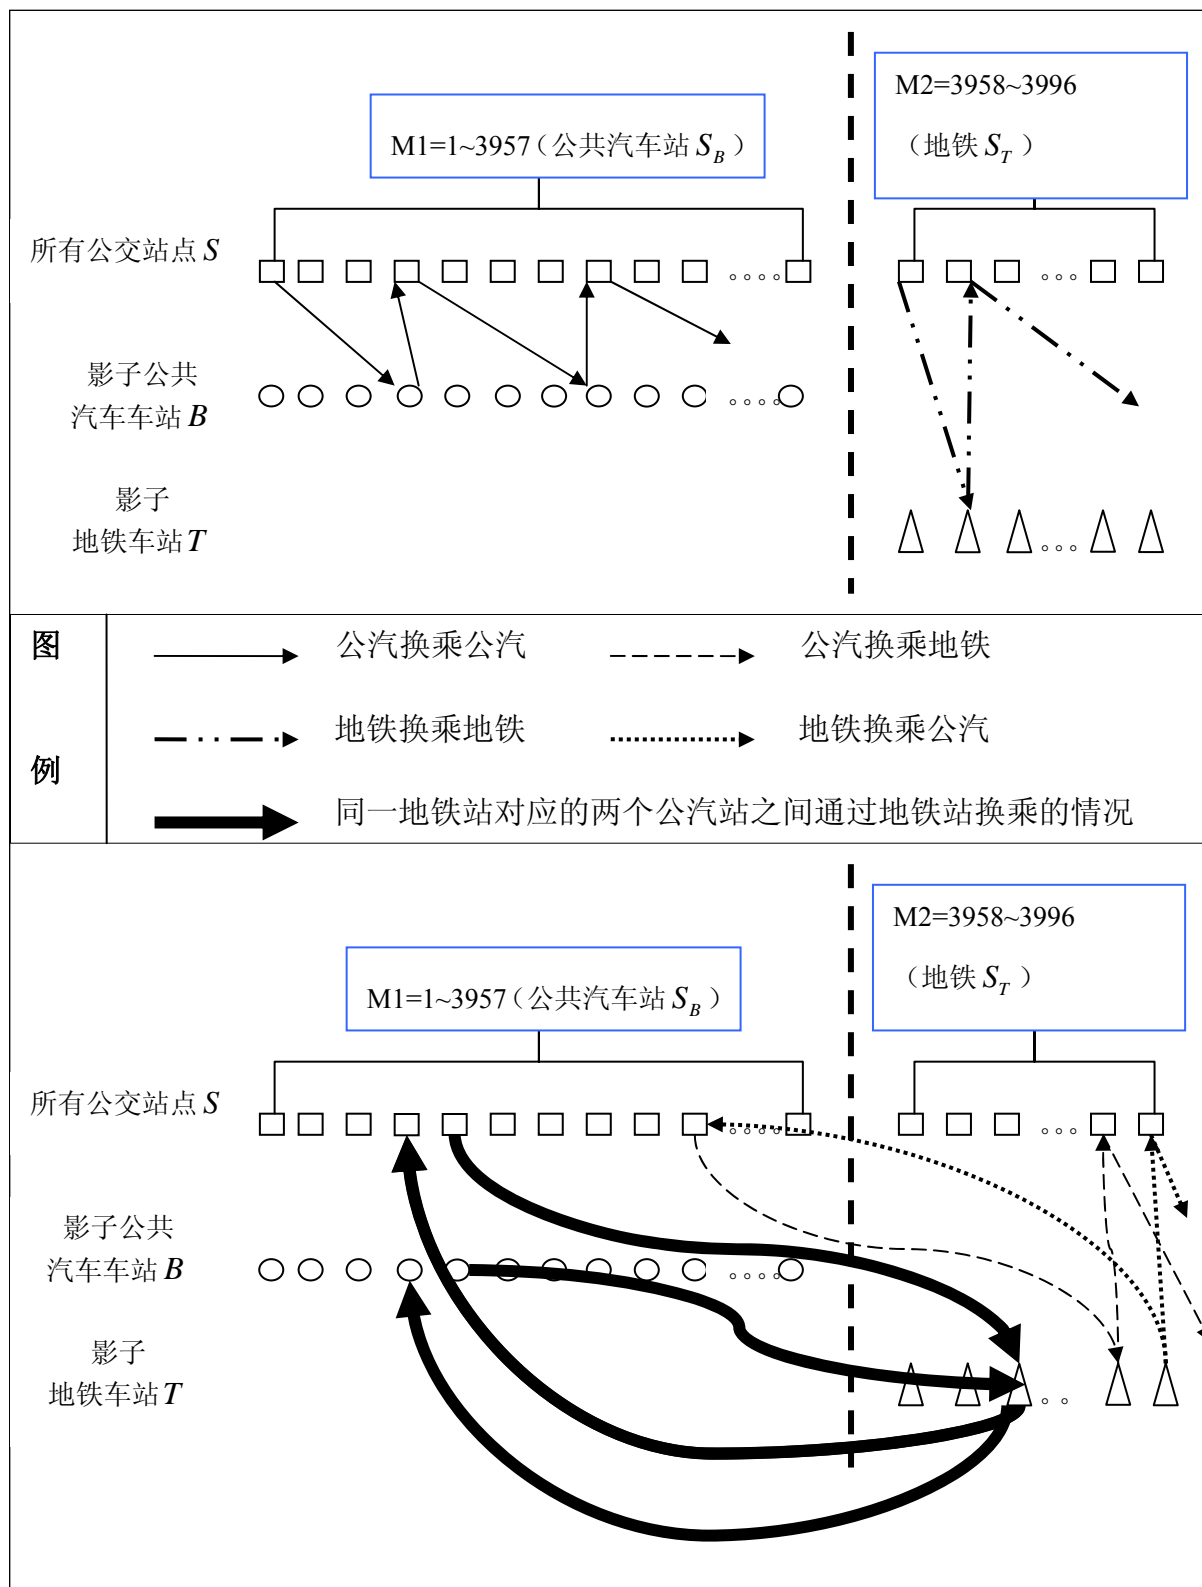 M2=3958~3996
（地铁 S_T ）
M1=1~3957（公共汽车站 S_B ）
所有公交站点 S
影子公共
汽车车站 B
影子
地铁车站 T
图
例
公汽换乘公汽
公汽换乘地铁
地铁换乘地铁
地铁换乘公汽
同一地铁站对应的两个公汽站之间通过地铁站换乘的情况
M2=3958~3996
（地铁 S_T ）
M1=1~3957（公共汽车站 S_B ）
所有公交站点 S
影子公共
汽车车站 B
影子
地铁车站 T